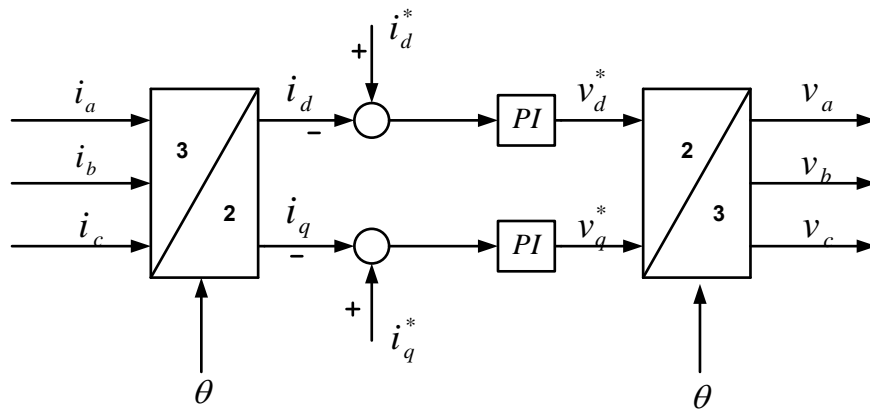 i_d^*
+
i_a
i_d
−
PI
v_d^*
v_a
3
2
i_b
v_b
2
3
i_c
i_q
−
PI
v_q^*
v_c
+
i_q^*
θ
θ